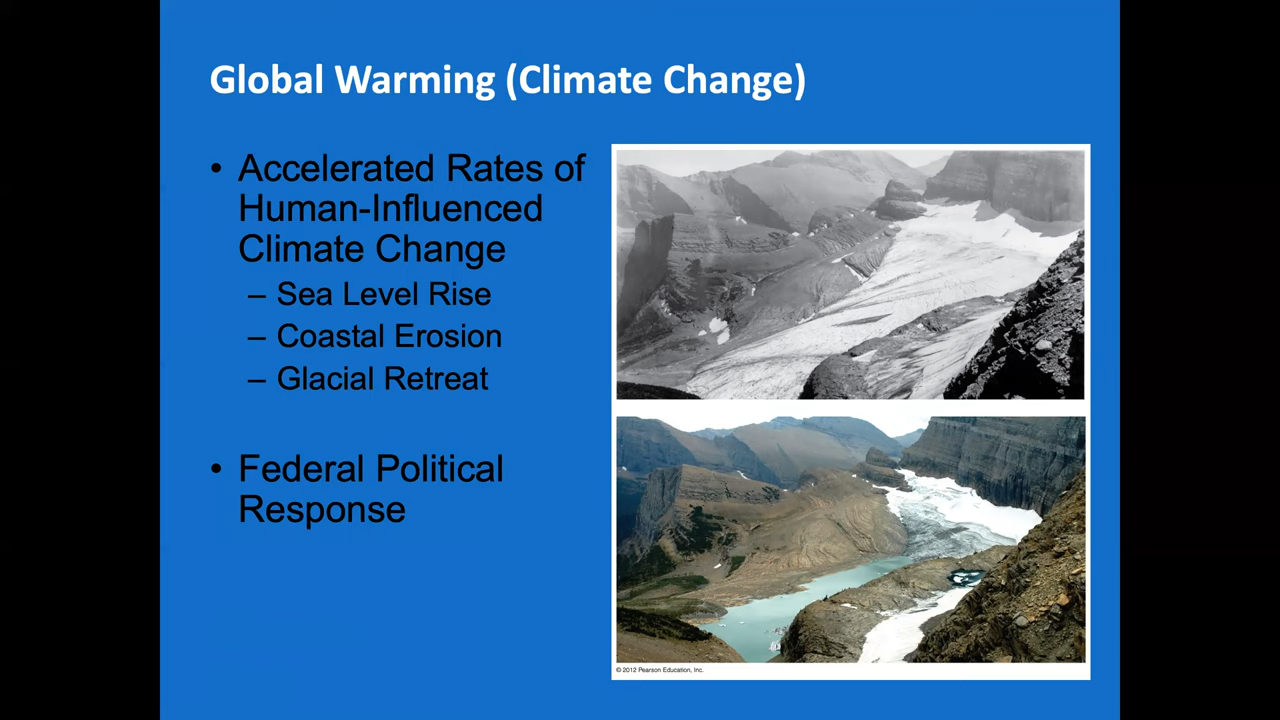 Global Warming (Climate Change)
• Accelerated Rates of
Human-Influenced
Climate Change
– Sea Level Rise
– Coastal Erosion
– Glacial Retreat
• Federal Political
Response
© 2012 Pearson Education, Inc.